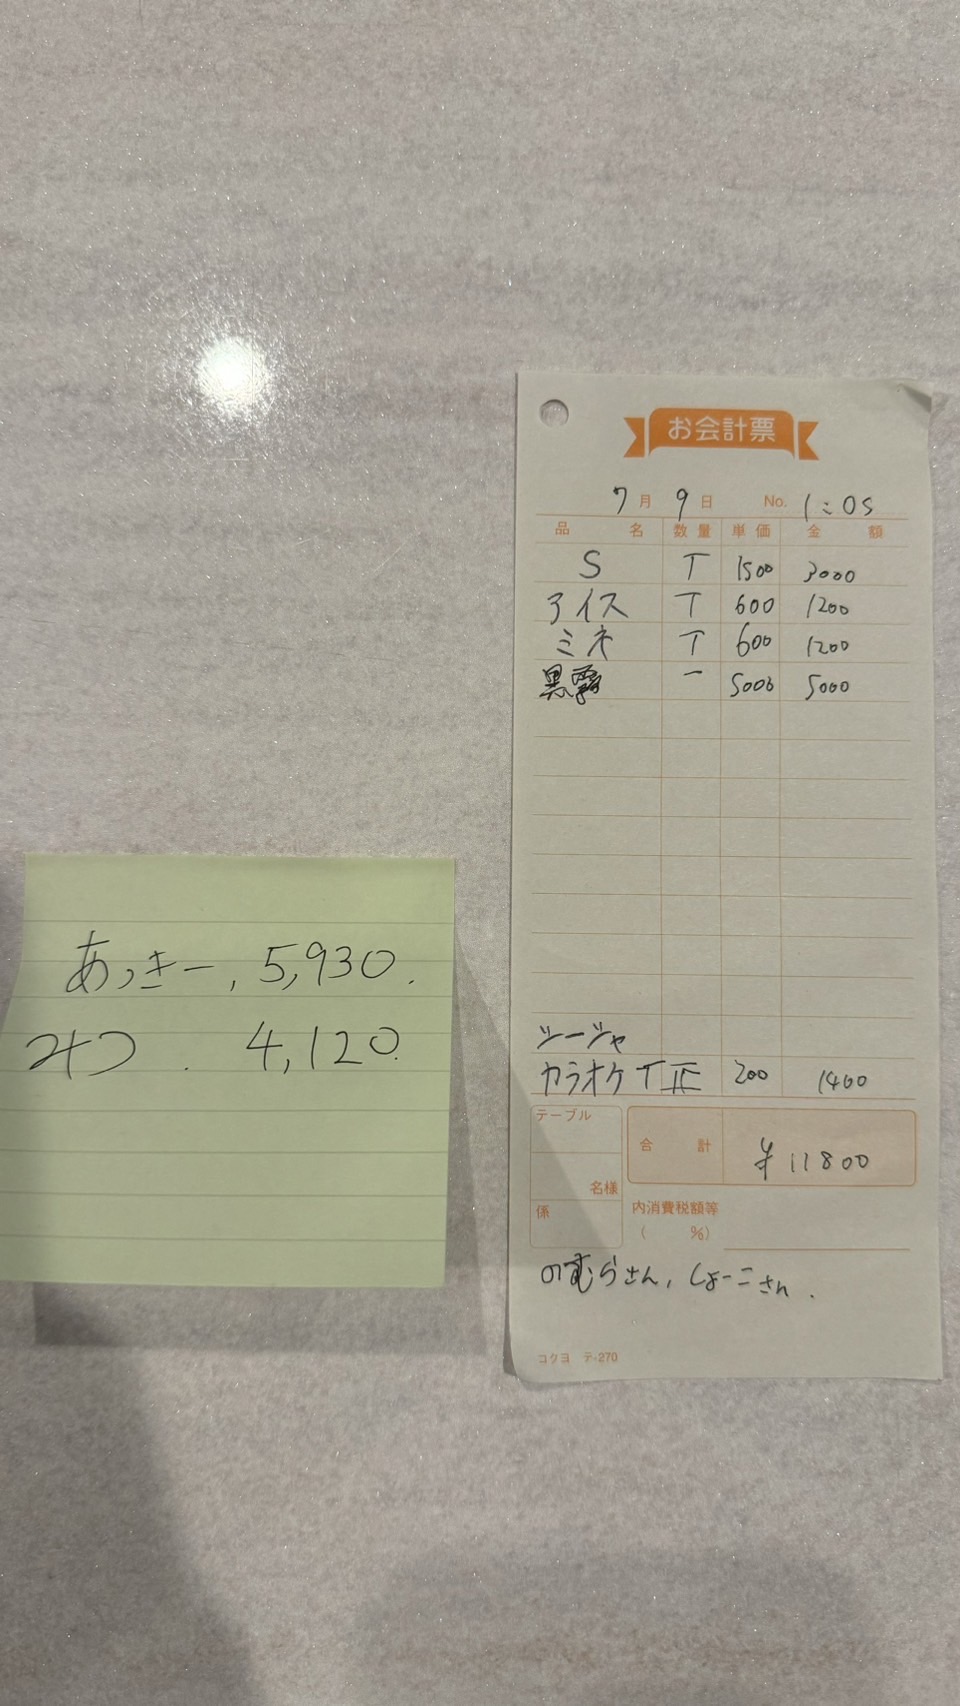 お会計票
7月 9日 No. 1:05
品名 数量 単価 金額
S T 1500 3000
アイス T 600 1200
ミネ T 600 1200
黒霧 一 5000 5000
シーシャ
カラオケ T正 200 1400
テーブル
名様
係
合計 ¥11800
内消費税額等
( %)
のむらさん, しょーこさん.
コクヨ テ-270
あっきー, 5,930.
みつ. 4,120.